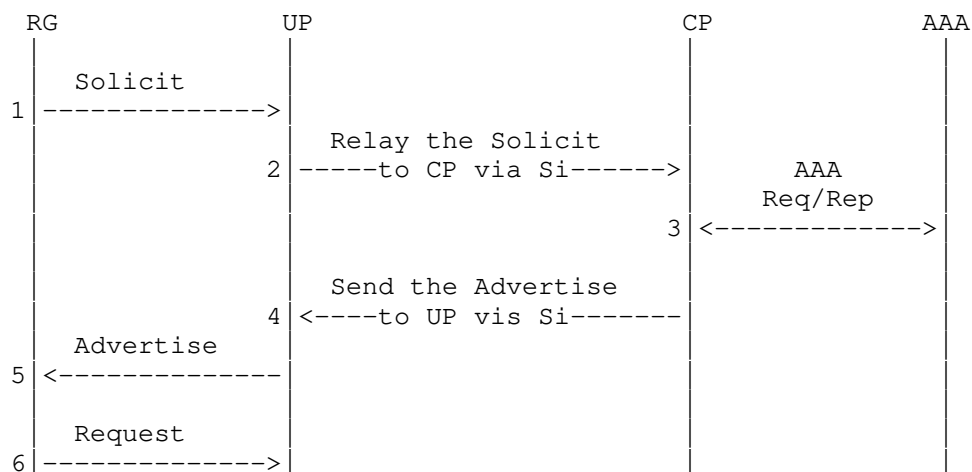 RG UP CP AAA
Solicit
1
Relay the Solicit
2 to CP via Si AAA
Req/Rep
3
Send the Advertise
4 to UP vis Si
Advertise
5
Request
6